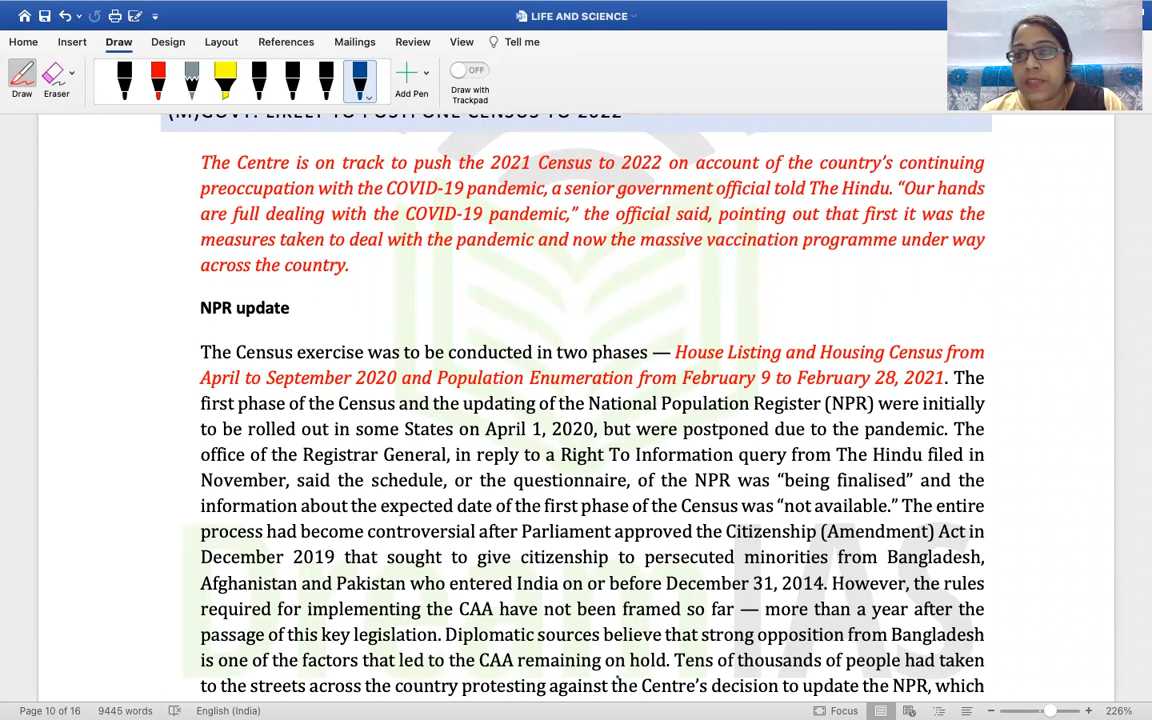 LIFE AND SCIENCE
Home Insert Draw Design Layout References Mailings Review View Tell me
OFF
Draw Eraser Add Pen Draw with
Trackpad
(M)GOVT. LIKELY TO POSTPONE CENSUS TO 2022
The Centre is on track to push the 2021 Census to 2022 on account of the country's continuing
preoccupation with the COVID-19 pandemic, a senior government official told The Hindu. “Our hands
are full dealing with the COVID-19 pandemic,” the official said, pointing out that first it was the
measures taken to deal with the pandemic and now the massive vaccination programme under way
across the country.
NPR update
The Census exercise was to be conducted in two phases — House Listing and Housing Census from
April to September 2020 and Population Enumeration from February 9 to February 28, 2021. The
first phase of the Census and the updating of the National Population Register (NPR) were initially
to be rolled out in some States on April 1, 2020, but were postponed due to the pandemic. The
office of the Registrar General, in reply to a Right To Information query from The Hindu filed in
November, said the schedule, or the questionnaire, of the NPR was “being finalised” and the
information about the expected date of the first phase of the Census was “not available.” The entire
process had become controversial after Parliament approved the Citizenship (Amendment) Act in
December 2019 that sought to give citizenship to persecuted minorities from Bangladesh,
Afghanistan and Pakistan who entered India on or before December 31, 2014. However, the rules
required for implementing the CAA have not been framed so far — more than a year after the
passage of this key legislation. Diplomatic sources believe that strong opposition from Bangladesh
is one of the factors that led to the CAA remaining on hold. Tens of thousands of people had taken
to the streets across the country protesting against the Centre's decision to update the NPR, which
Dream IAS
Page 10 of 16 9445 words English (India) Focus 226%